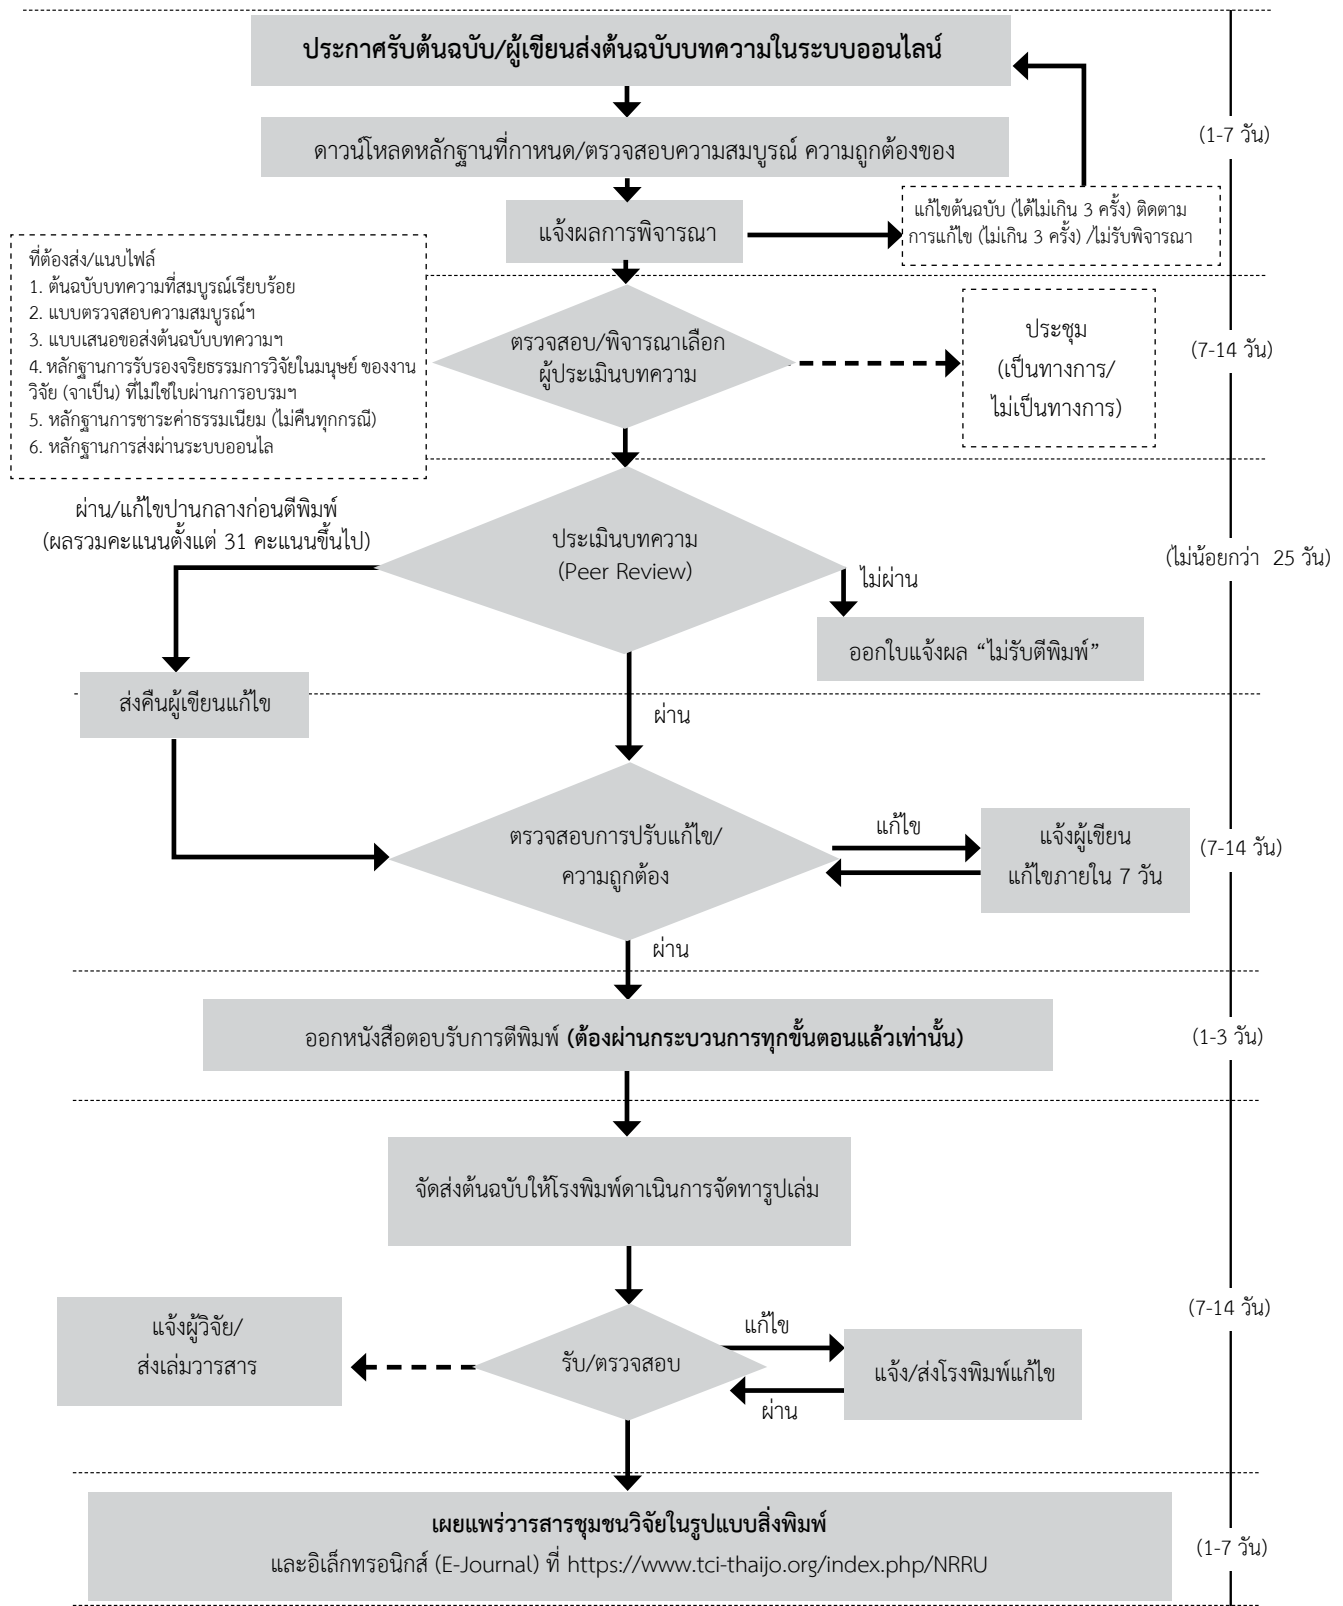 ประกาศรับต้นฉบับ/ผู้เขียนส่งต้นฉบับบทความในระบบออนไลน์
(1-7 วัน)
ดาวน์โหลดหลักฐานที่กาหนด/ตรวจสอบความสมบูรณ์ ความถูกต้องของ
แจ้งผลการพิจารณา
แก้ไขต้นฉบับ (ได้ไม่เกิน 3 ครั้ง) ติดตาม
การแก้ไข (ไม่เกิน 3 ครั้ง) /ไม่รับพิจารณา
ที่ต้องส่ง/แนบไฟล์
1. ต้นฉบับบทความที่สมบูรณ์เรียบร้อย
2. แบบตรวจสอบความสมบูรณ์ฯ
3. แบบเสนอขอส่งต้นฉบับบทความฯ
4. หลักฐานการรับรองจริยธรรมการวิจัยในมนุษย์ ของงาน
วิจัย (จาเป็น) ที่ไม่ใช่ใบผ่านการอบรมฯ
5. หลักฐานการชาระค่าธรรมเนียม (ไม่คืนทุกกรณี)
6. หลักฐานการส่งผ่านระบบออนไล
ตรวจสอบ/พิจารณาเลือก
ผู้ประเมินบทความ
ประชุม
(เป็นทางการ/
ไม่เป็นทางการ)
(7-14 วัน)
ผ่าน/แก้ไขปานกลางก่อนตีพิมพ์
(ผลรวมคะแนนตั้งแต่ 31 คะแนนขึ้นไป)
ประเมินบทความ
(Peer Review)
(ไม่น้อยกว่า 25 วัน)
ไม่ผ่าน
ออกใบแจ้งผล “ไม่รับตีพิมพ์”
ส่งคืนผู้เขียนแก้ไข
ผ่าน
ตรวจสอบการปรับแก้ไข/
ความถูกต้อง
แก้ไข
แจ้งผู้เขียน
แก้ไขภายใน 7 วัน
(7-14 วัน)
ผ่าน
ออกหนังสือตอบรับการตีพิมพ์ (ต้องผ่านกระบวนการทุกขั้นตอนแล้วเท่านั้น)
(1-3 วัน)
จัดส่งต้นฉบับให้โรงพิมพ์ดาเนินการจัดทารูปเล่ม
(7-14 วัน)
แจ้งผู้วิจัย/
ส่งเล่มวารสาร
รับ/ตรวจสอบ
แก้ไข
แจ้ง/ส่งโรงพิมพ์แก้ไข
ผ่าน
เผยแพร่วารสารชุมชนวิจัยในรูปแบบสิ่งพิมพ์
และอิเล็กทรอนิกส์ (E-Journal) ที่ https://www.tci-thaijo.org/index.php/NRRU
(1-7 วัน)